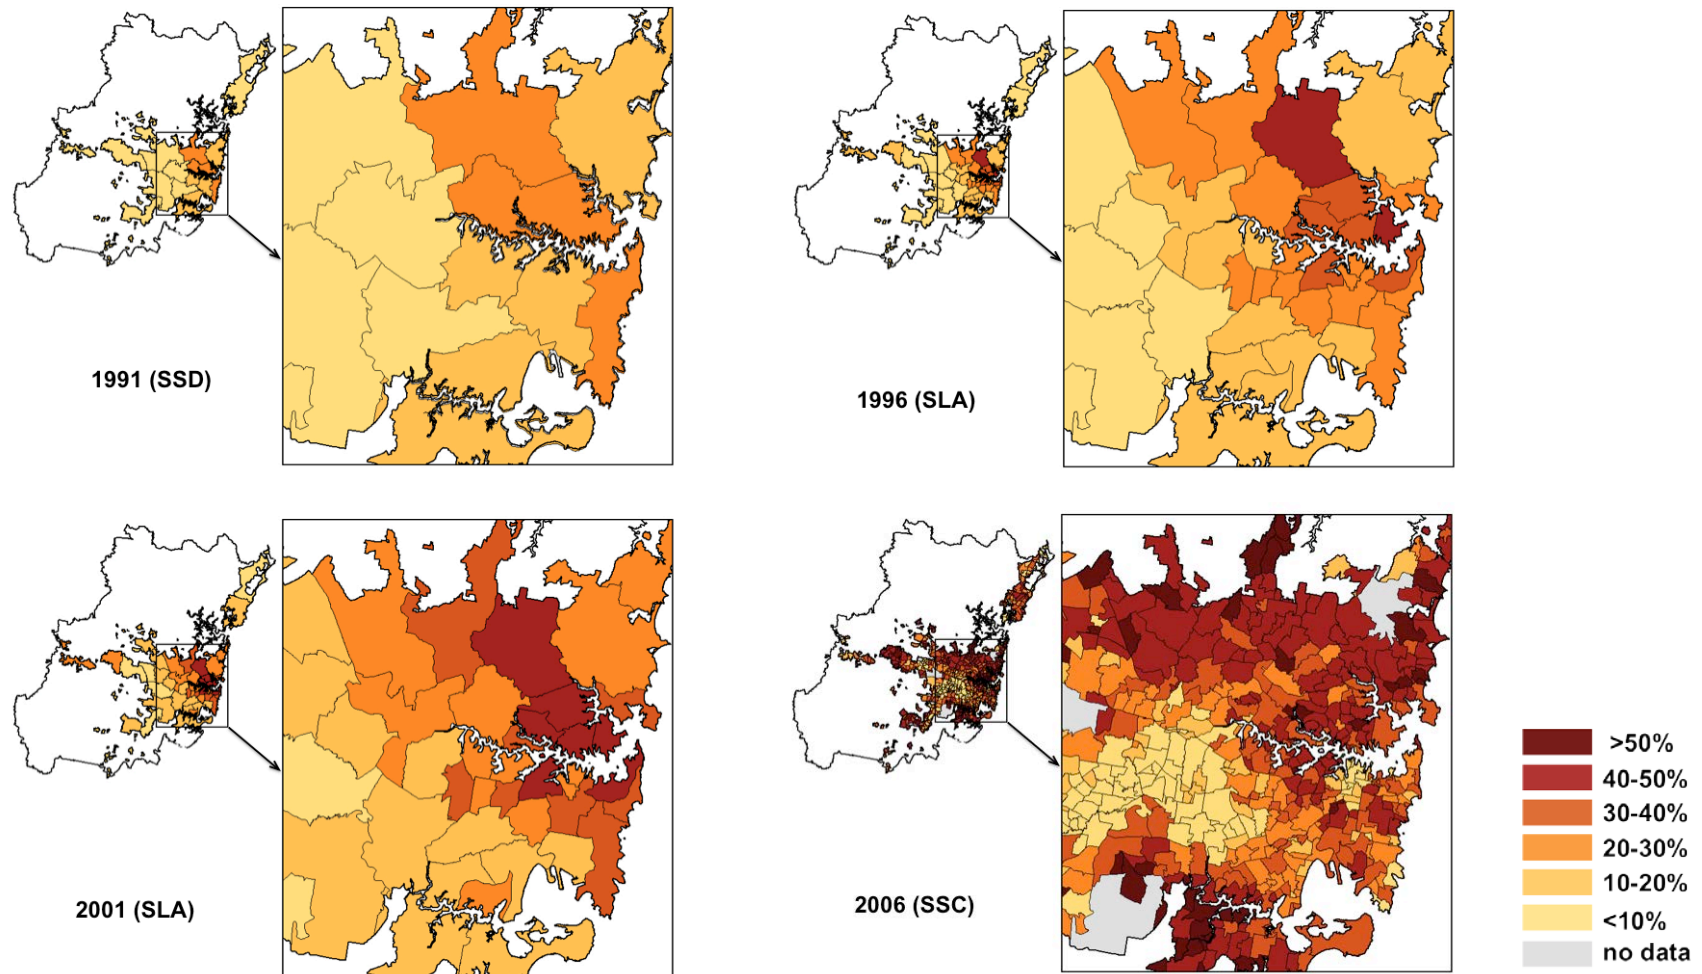 1991 (SSD)
1996 (SLA)
2001 (SLA)
2006 (SSC)
>50%
40-50%
30-40%
20-30%
10-20%
<10%
no data